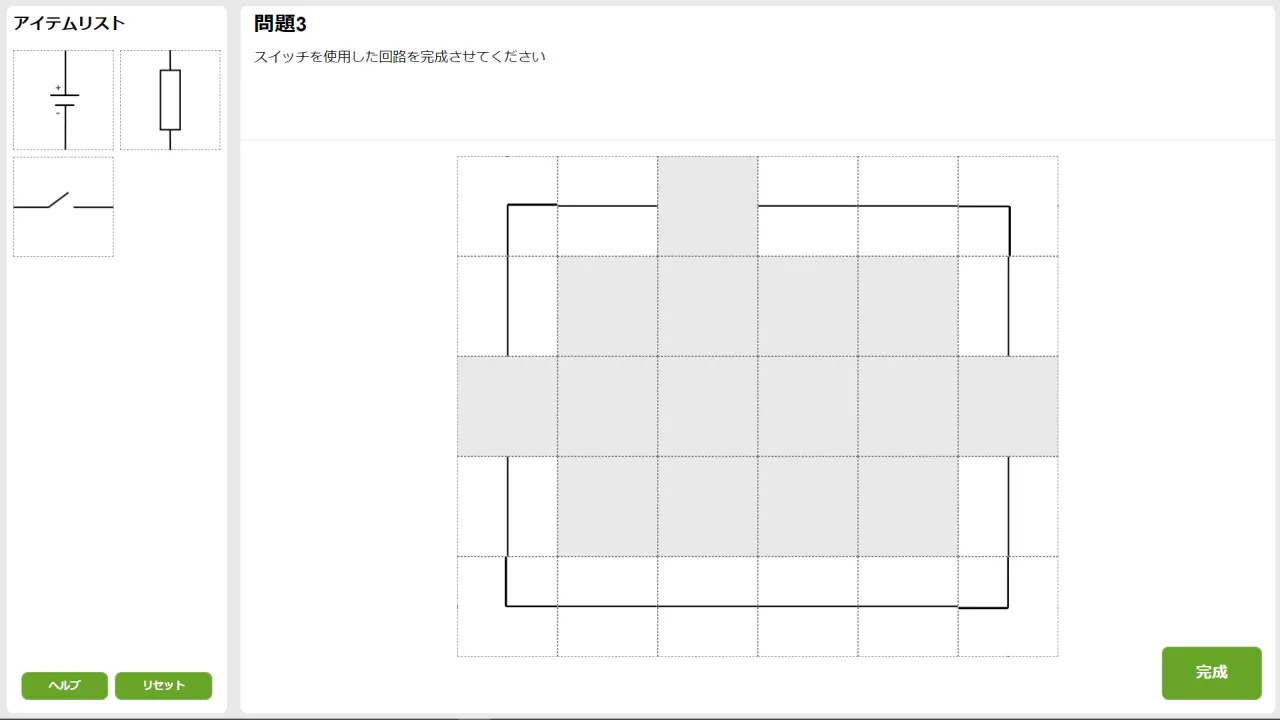 アイテムリスト
+
-
ヘルプ
リセット
問題3
スイッチを使用した回路を完成させてください
完成